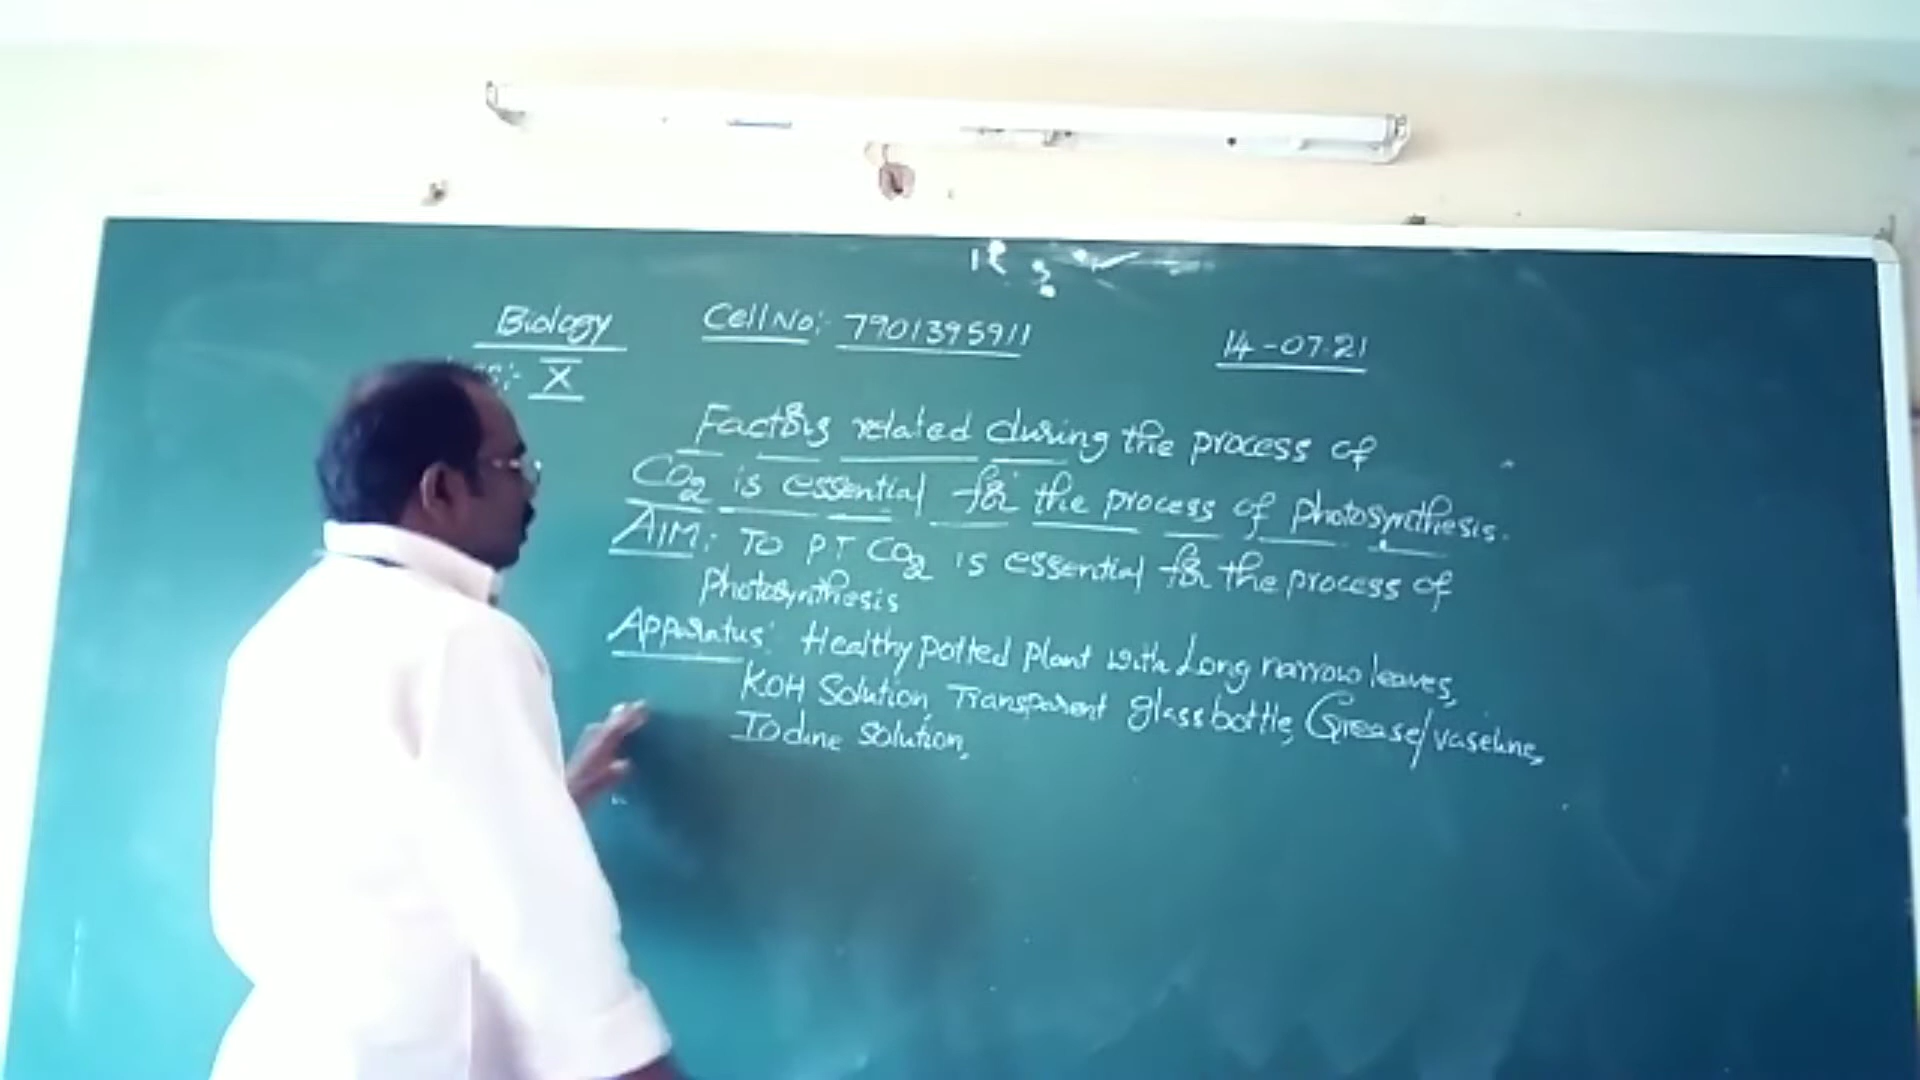 Biology
Cell No:- 7901395911
14-07-21
X
Factors related during the process of
CO2 is essential for the process of photosynthesis.
AIM: To PT CO2 is essential for the process of
photosynthesis
Apparatus: Healthy potted plant with Long narrow leaves,
KOH Solution, Transparent glass bottle, Grease/vaseline,
Iodine Solution,